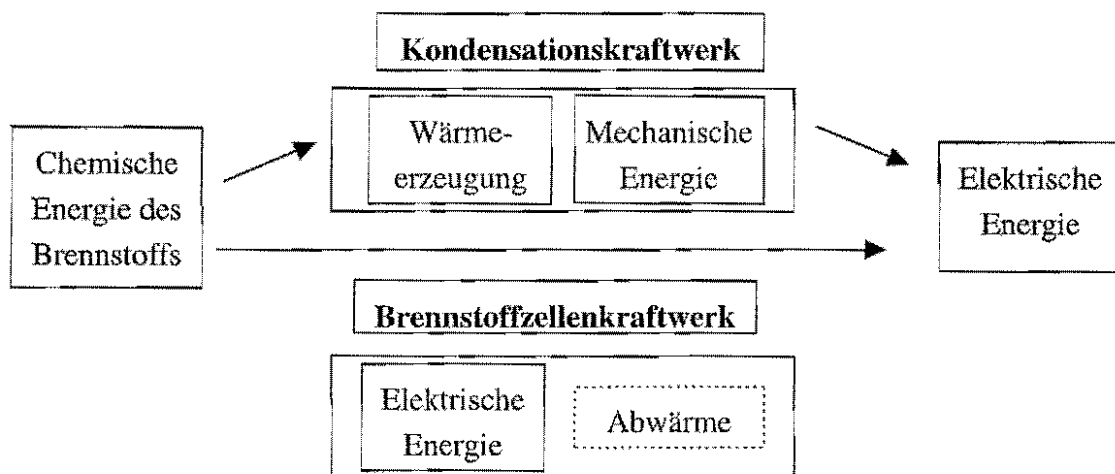 Kondensationskraftwerk
Chemische
Energie des
Brennstoffs
Wärme-
erzeugung
Mechanische
Energie
Elektrische
Energie
Brennstoffzellenkraftwerk
Elektrische
Energie
Abwärme